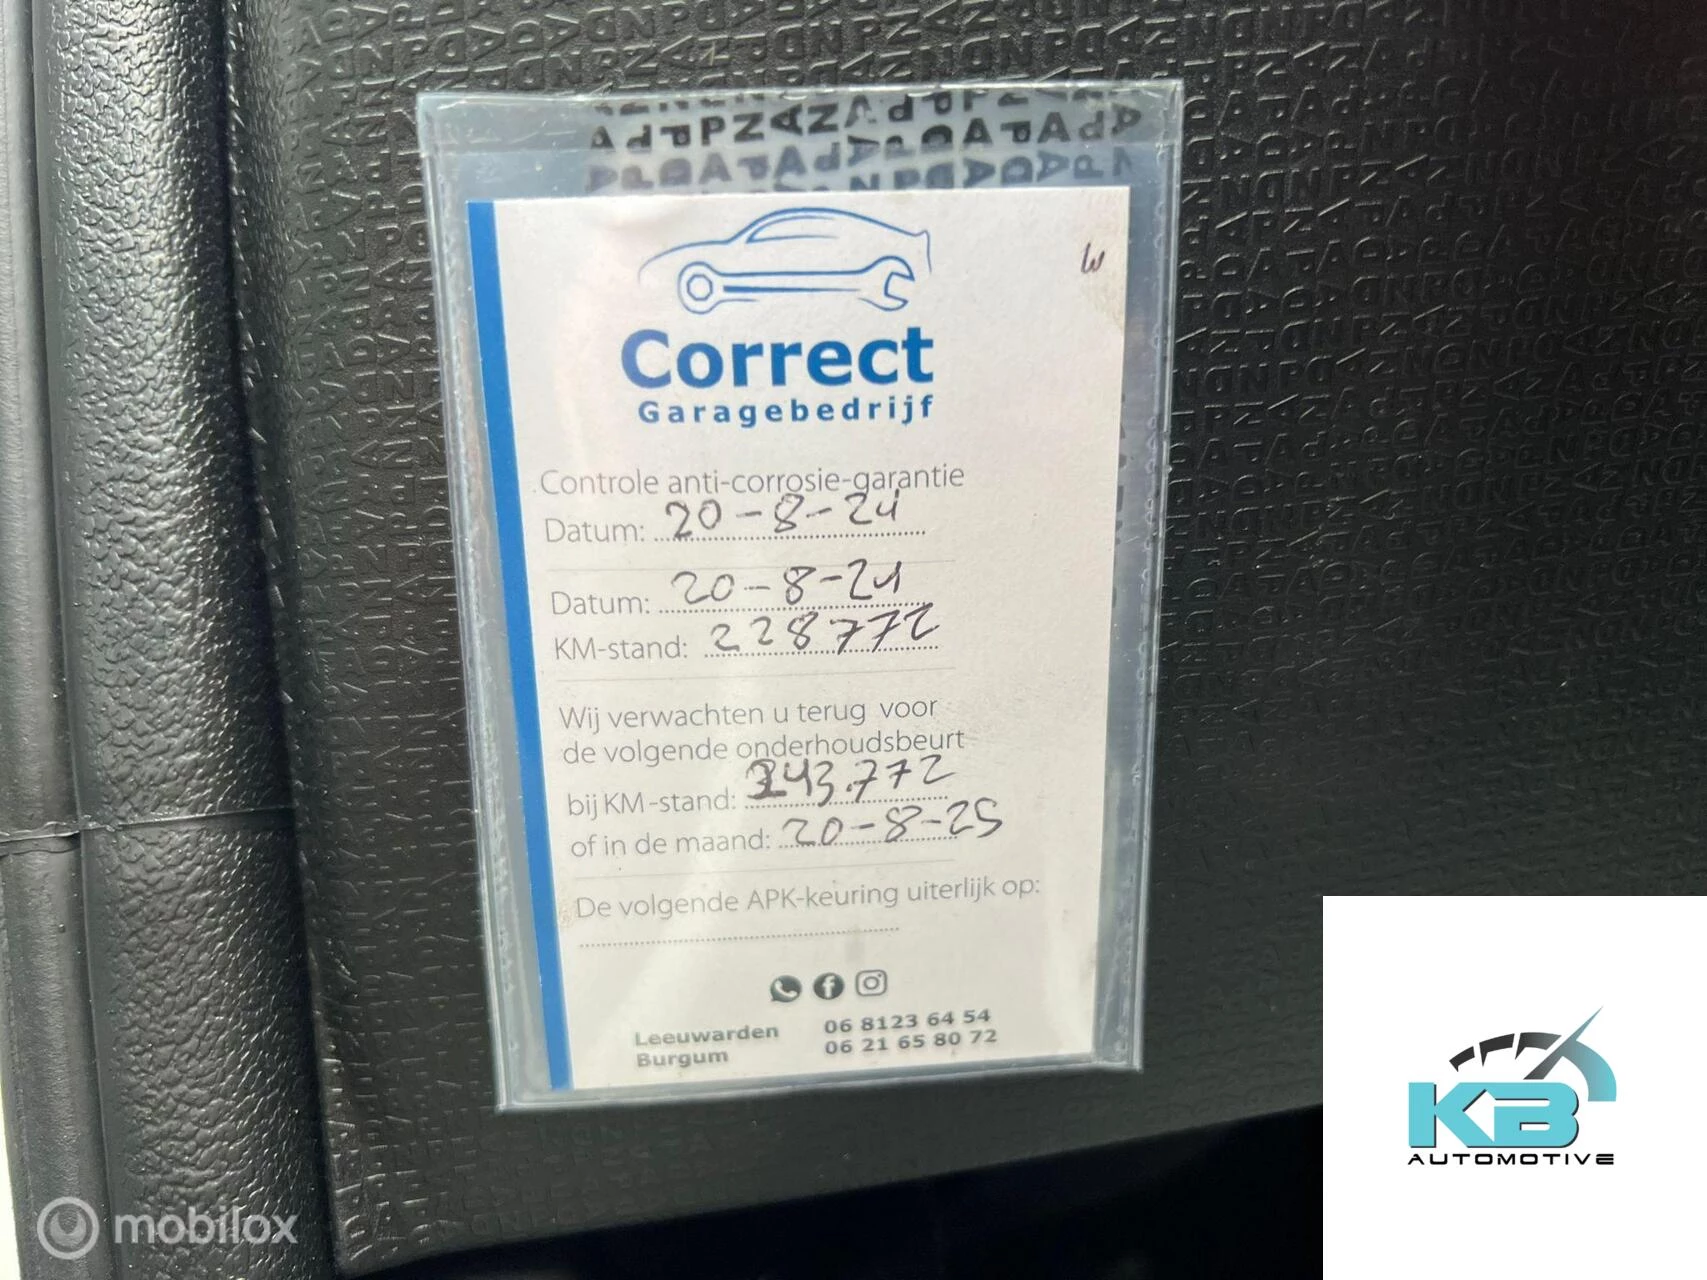 W
Correct
Garagebedrijf
Controle anti-corrosie-garantie
Datum: 20-8-24
Datum: 20-8-24
KM-stand: 228772
Wij verwachten u terug voor
de volgende onderhoudsbeurt
bij KM-stand: 243.772
of in de maand: 20-8-25
De volgende APK-keuring uiterlijk op:
Leeuwarden 06 8123 64 54
Burgum 06 21 65 80 72
KB
AUTOMOTIVE
mobilox